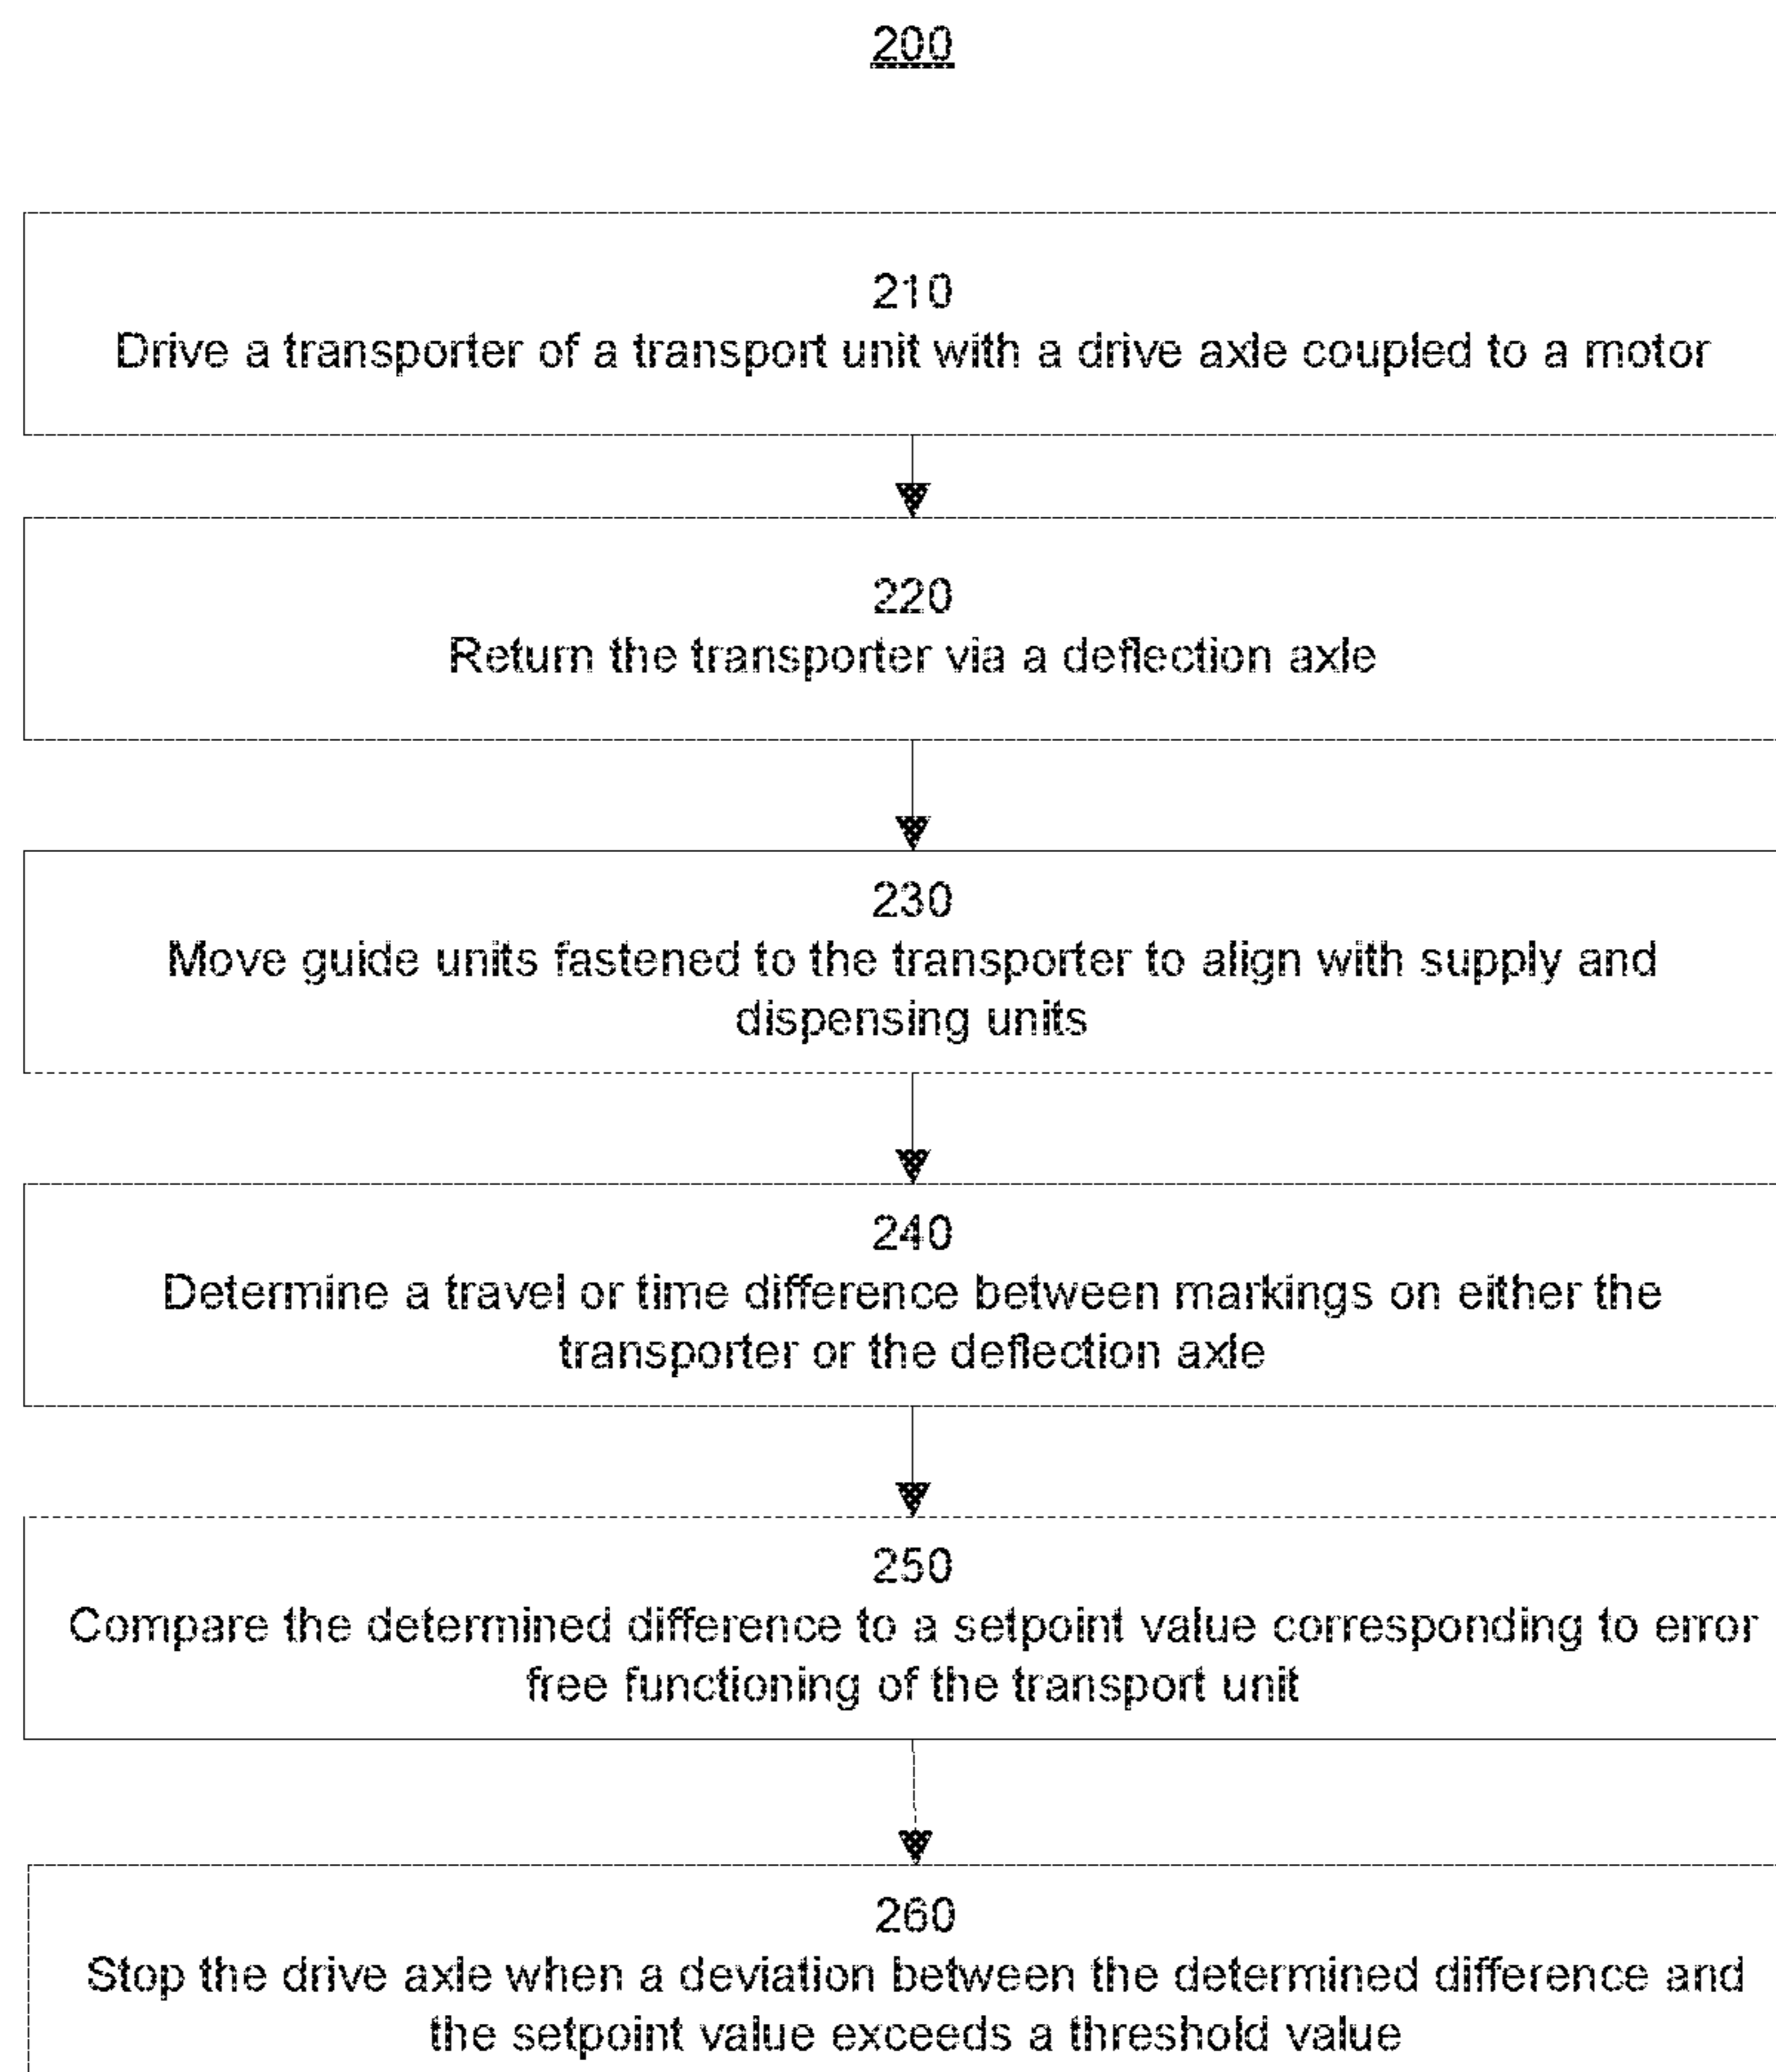 200
210
Drive a transporter of a transport unit with a drive axle coupled to a motor
220
Return the transporter via a deflection axle
230
Move guide units fastened to the transporter to align with supply and
dispensing units
240
Determine a travel or time difference between markings on either the
transporter or the deflection axle
250
Compare the determined difference to a setpoint value corresponding to error
free functioning of the transport unit
260
Stop the drive axle when a deviation between the determined difference and
the setpoint value exceeds a threshold value